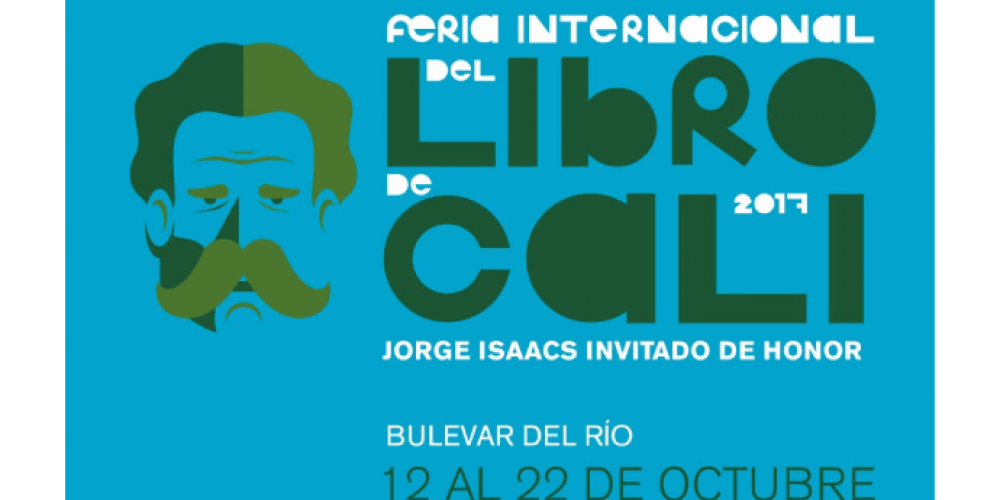 FERIA INTERNACIONAL
DEL
LIBRO
DE
CALI
2017
JORGE ISAACS INVITADO DE HONOR
BULEVAR DEL RÍO
12 AL 22 DE OCTUBRE